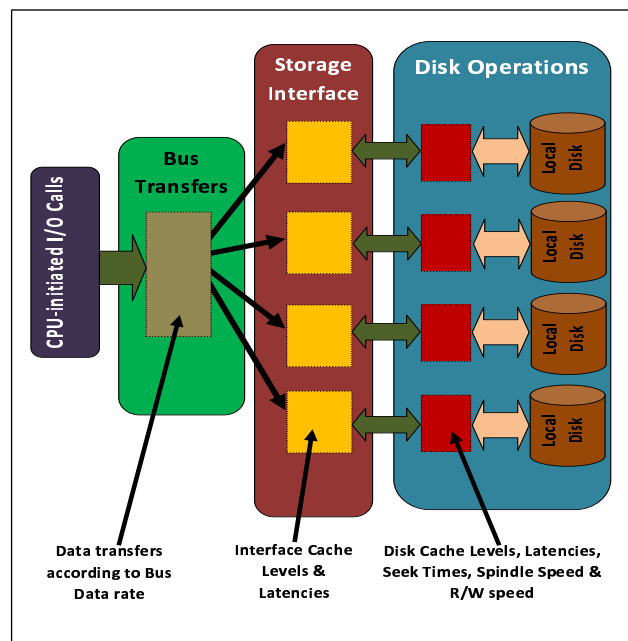 Storage
Interface
Disk Operations
Bus
Transfers
CPU-initiated I/O Calls
Local
Disk
Local
Disk
Local
Disk
Local
Disk
Data transfers
according to Bus
Data rate
Interface Cache
Levels &
Latencies
Disk Cache Levels, Latencies,
Seek Times, Spindle Speed &
R/W speed